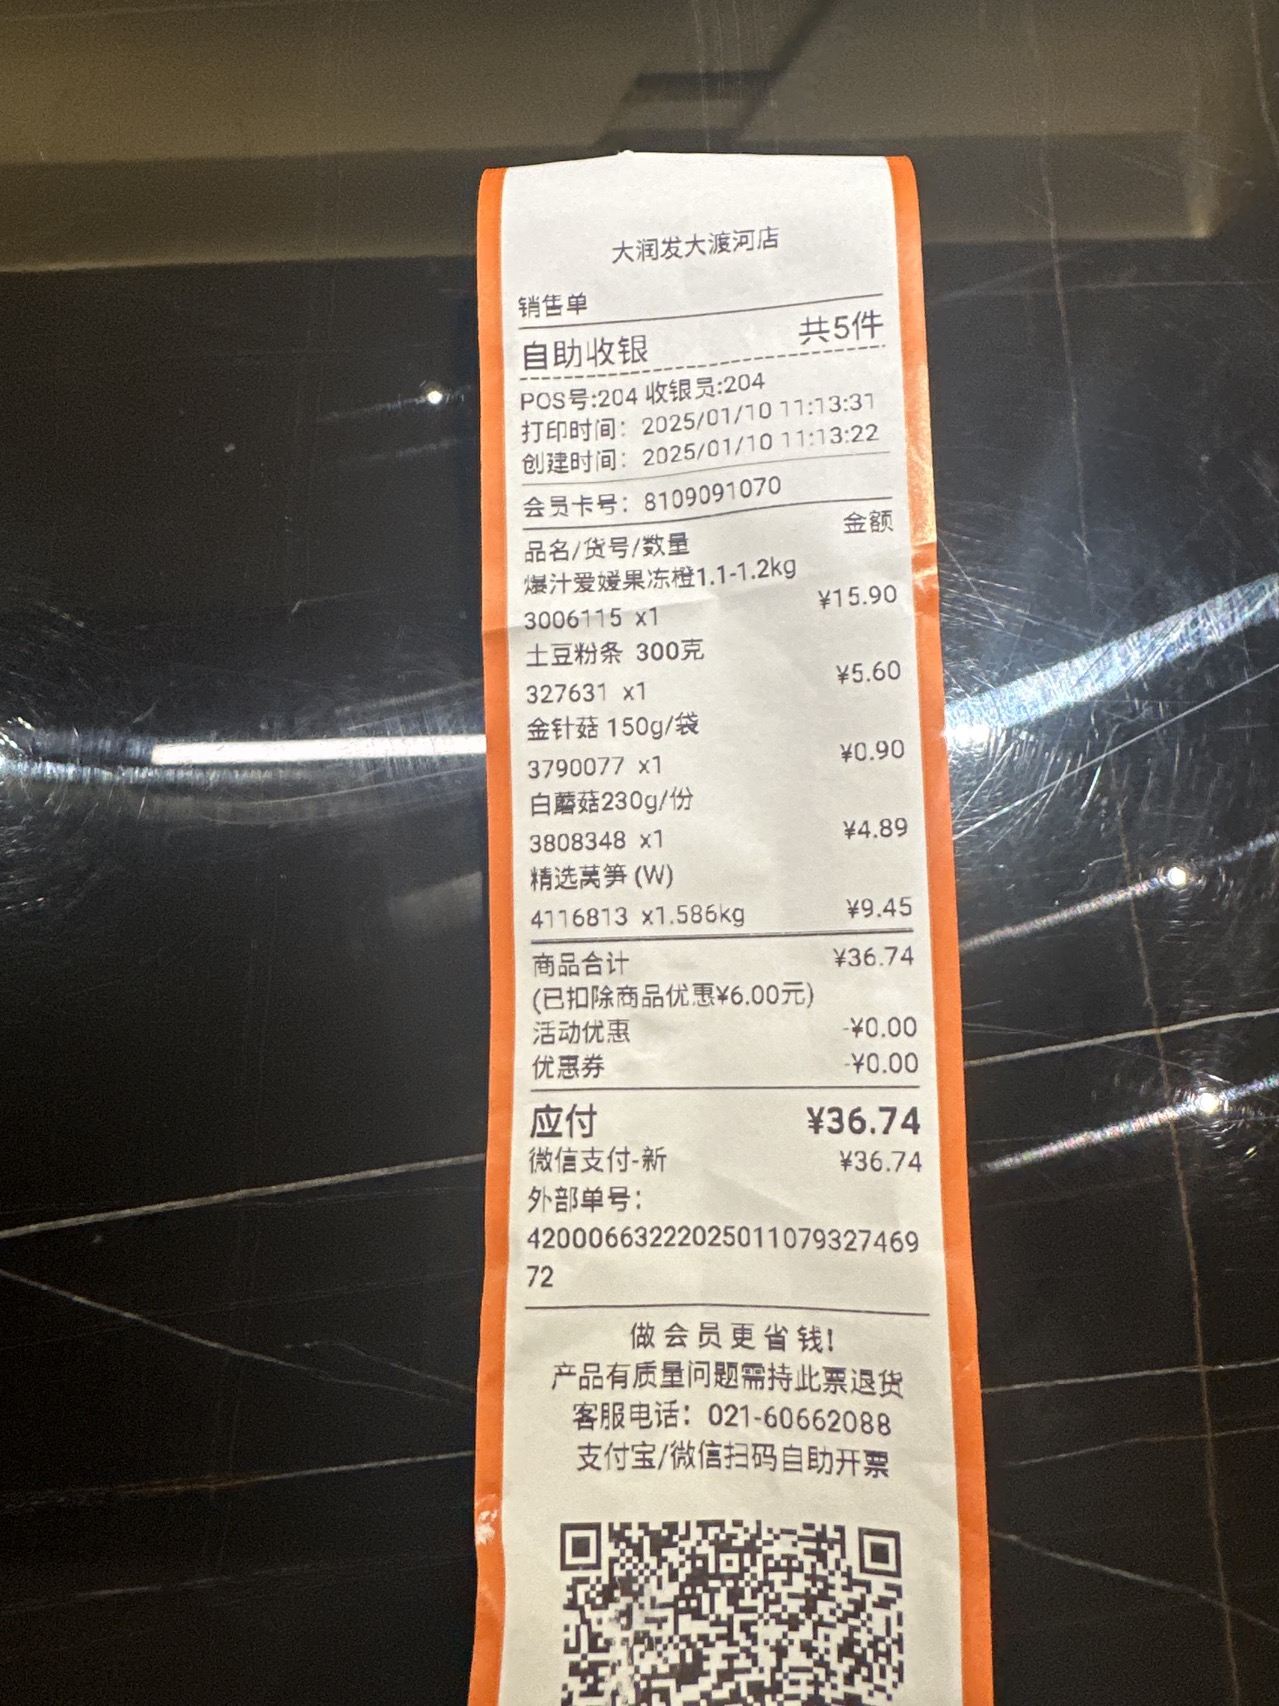 大润发大渡河店
销售单
自助收银 共5件
POS号:204 收银员:204
打印时间：2025/01/10 11:13:31
创建时间：2025/01/10 11:13:22
会员卡号：8109091070
品名/货号/数量 金额
爆汁爱媛果冻橙1.1-1.2kg
3006115 x1 ¥15.90
土豆粉条 300克
327631 x1 ¥5.60
金针菇 150g/袋
3790077 x1 ¥0.90
白蘑菇230g/份
3808348 x1 ¥4.89
精选莴笋 (W)
4116813 x1.586kg ¥9.45
商品合计 ¥36.74
(已扣除商品优惠¥6.00元)
活动优惠 -¥0.00
优惠券 -¥0.00
应付 ¥36.74
微信支付-新 ¥36.74
外部单号：
42000663222025011079327469
72
做会员更省钱!
产品有质量问题需持此票退货
客服电话：021-60662088
支付宝/微信扫码自助开票